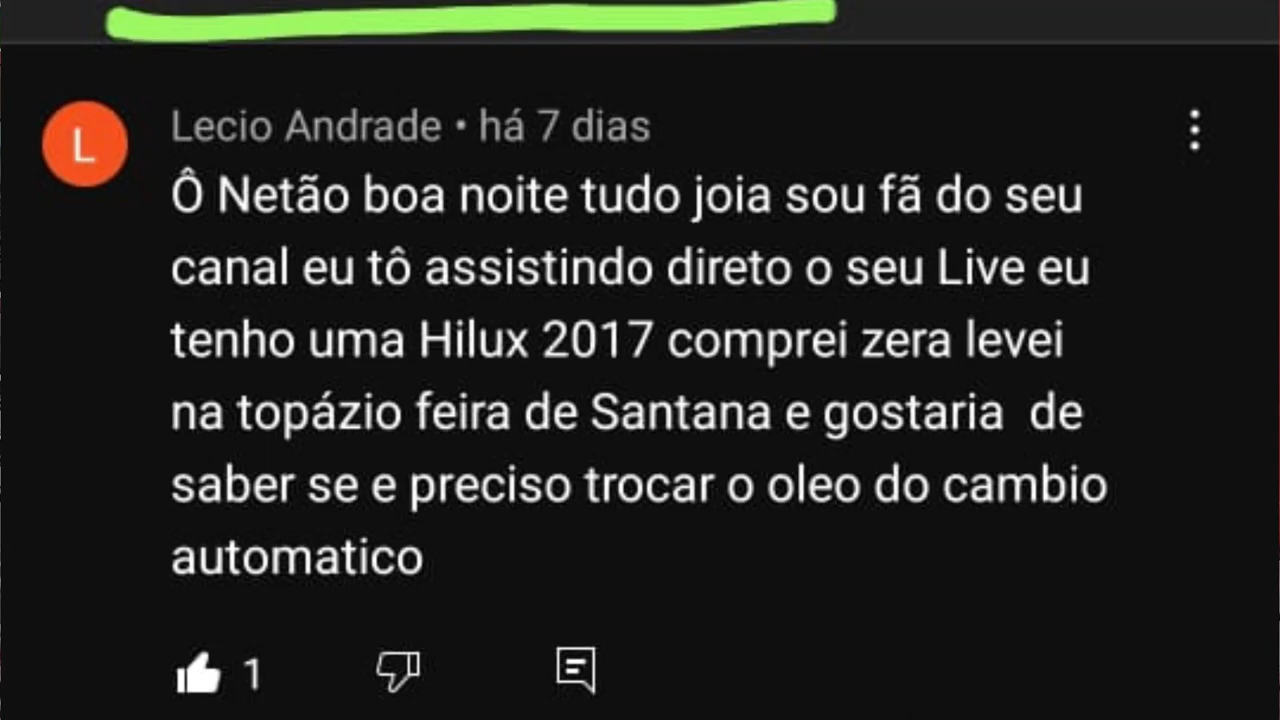 L
Lecio Andrade • há 7 dias
Ô Netão boa noite tudo joia sou fã do seu
canal eu tô assistindo direto o seu Live eu
tenho uma Hilux 2017 comprei zera levei
na topázio feira de Santana e gostaria  de
saber se e preciso trocar o oleo do cambio
automatico
1